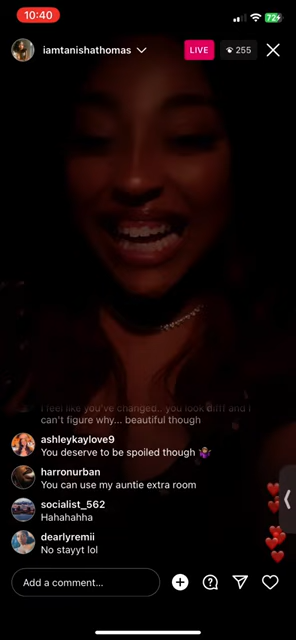 10:40
72
iamtanishathomas
LIVE
255
I feel like you've changed.. you look difff and I
can't figure why... beautiful though
ashleykaylove9
You deserve to be spoiled though 🤷🏾‍♀️
harronurban
You can use my auntie extra room
socialist_562
Hahahahha
dearlyremii
No stayyt lol
Add a comment...